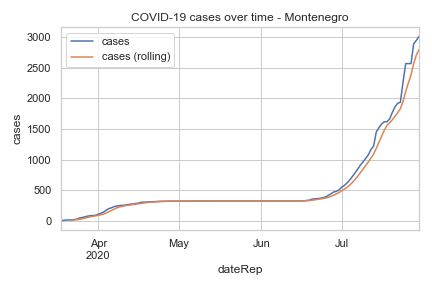 COVID-19 cases over time - Montenegro
cases
cases (rolling)
3000
2500
2000
1500
1000
500
0
cases
Apr
2020
May
Jun
Jul
dateRep